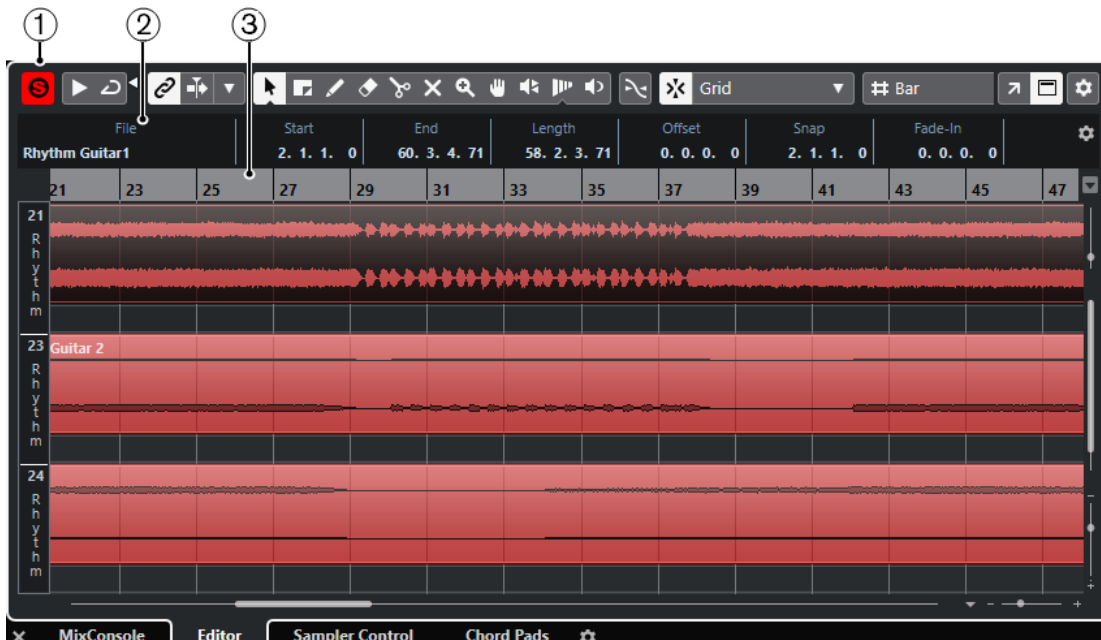 1 2 3
S Grid Bar
File Start End Length Offset Snap Fade-In
Rhythm Guitar1 2. 1. 1. 0 60. 3. 4. 71 58. 2. 3. 71 0. 0. 0. 0 2. 1. 1. 0 0. 0. 0. 0
21 23 25 27 29 31 33 35 37 39 41 43 45 47
21
Rhythm
23 Guitar 2
Rhythm
24
Rhythm
MixConsole Editor Sampler Control Chord Pads